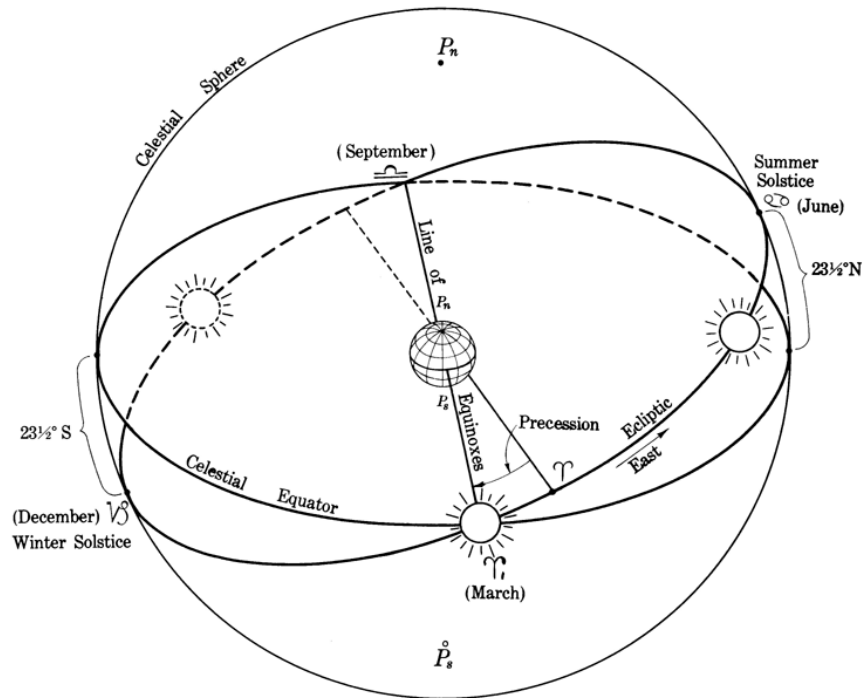 Pn
Celestial Sphere
(September)
♎
Summer
Solstice
♋ (June)
Line of
Equinoxes
Pn
23½°N
Ps
Precession
Ecliptic
East
23½° S
♈
Celestial Equator
(December) ♑
Winter Solstice
♈
(March)
Ps